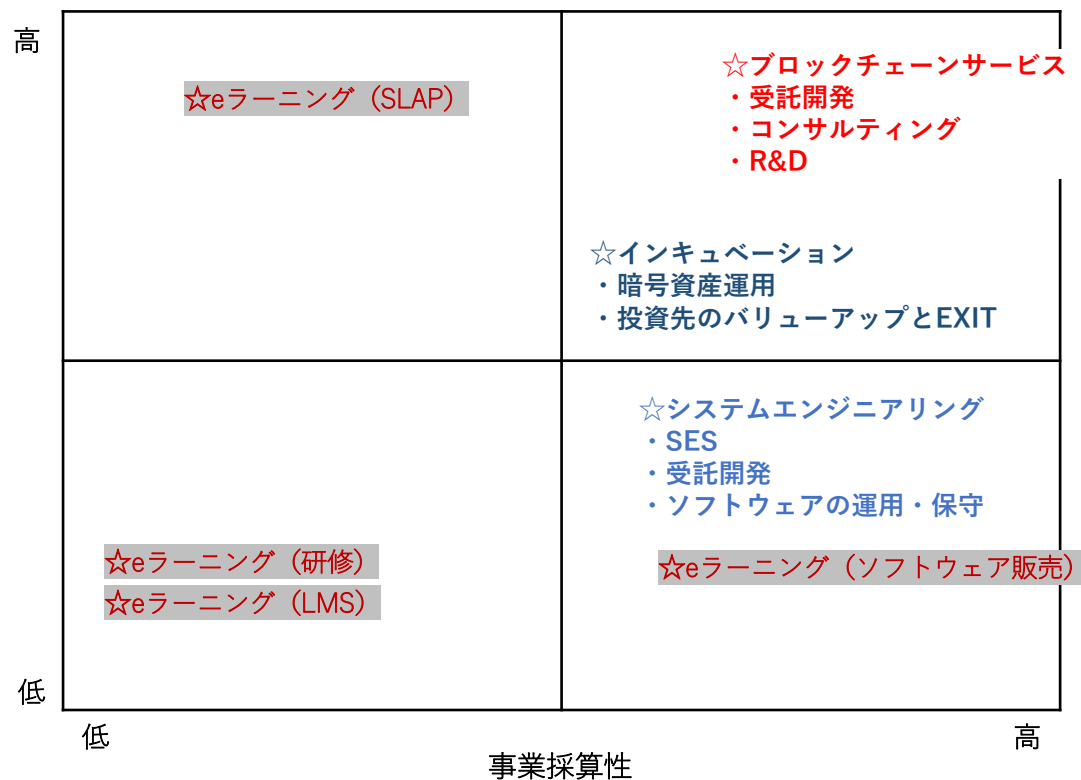 高
☆eラーニング（SLAP）
☆ブロックチェーンサービス
・受託開発
・コンサルティング
・R&D
☆インキュベーション
・暗号資産運用
・投資先のバリューアップとEXIT
☆システムエンジニアリング
・SES
・受託開発
・ソフトウェアの運用・保守
☆eラーニング（研修）
☆eラーニング（LMS）
☆eラーニング（ソフトウェア販売）
低
低
高
事業採算性